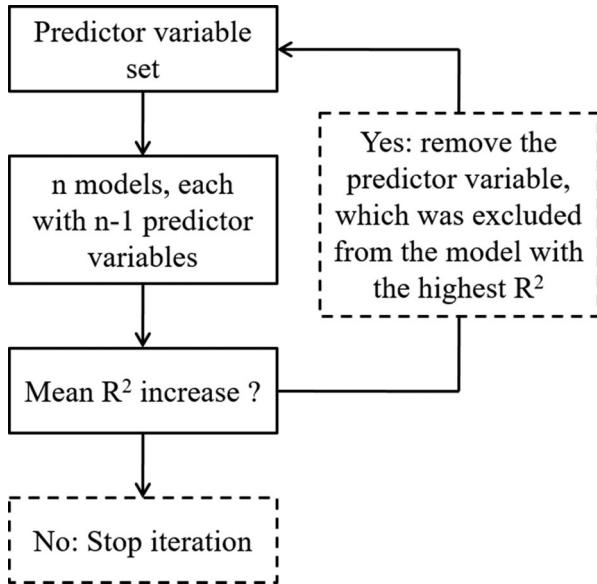 Predictor variable
set
n models, each
with n-1 predictor
variables
Mean R² increase ?
No: Stop iteration
Yes: remove the
predictor variable,
which was excluded
from the model with
the highest R²